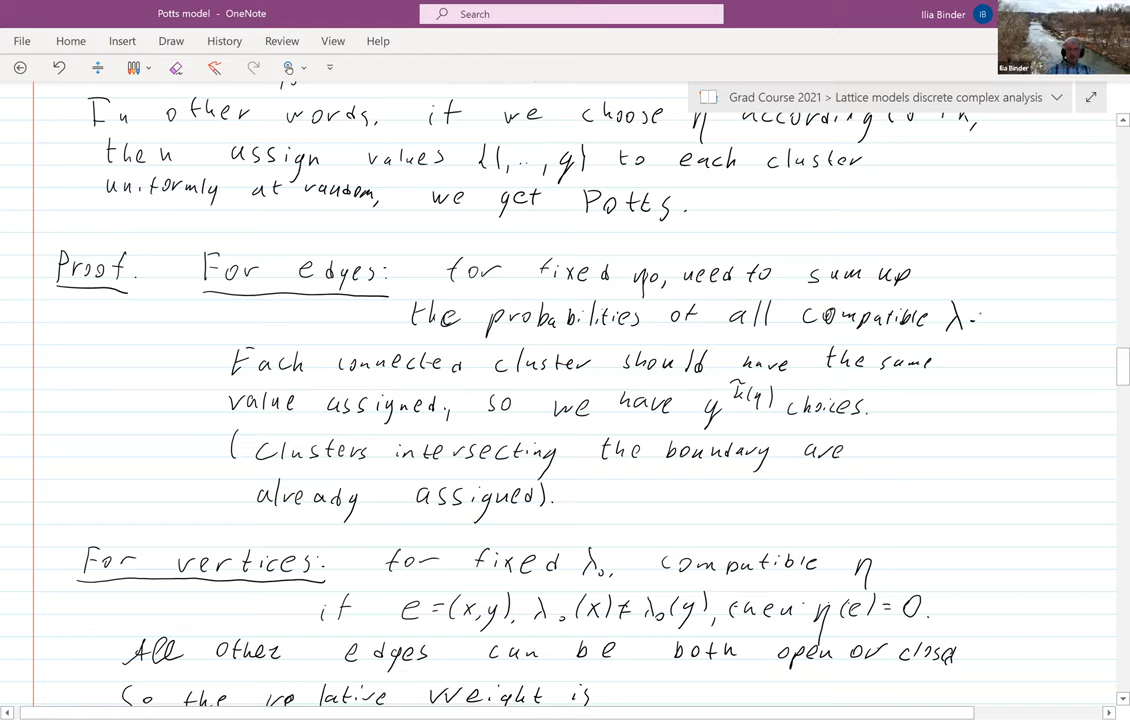 Potts model - OneNote
Search
Ilia Binder
IB
File Home Insert Draw History Review View Help
Ilia Binder
Grad Course 2021 > Lattice models discrete complex analysis
In other words, if we choose η according to
then assign values {1,..,q} to each cluster
uniformly at random, we get Potts.
Proof. For edges: for fixed η₀, need to sum up
the probabilities of all compatible λ.
Each connected cluster should have the same
value assigned, so we have q^k̃(η) choices.
(clusters intersecting the boundary are
already assigned).
For vertices: for fixed λ₀, compatible η
if e=(x,y), λ₀(x)≠λ₀(y), then η(e)=0.
All other edges can be both open or closed
So the relative weight is